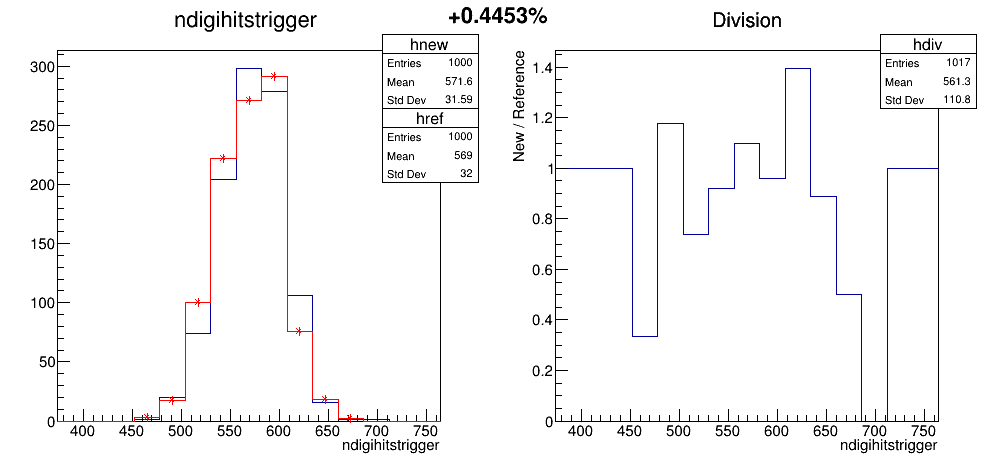 +0.4453%
ndigihitstrigger
hnew
Entries 1000
Mean 571.6
Std Dev 31.59
href
Entries 1000
Mean 569
Std Dev 32
300
250
200
150
100
50
0
400 450 500 550 600 650 700 750
ndigihitstrigger
Division
hdiv
Entries 1017
Mean 561.3
Std Dev 110.8
New / Reference
1.4
1.2
1
0.8
0.6
0.4
0.2
0
400 450 500 550 600 650 700 750
ndigihitstrigger